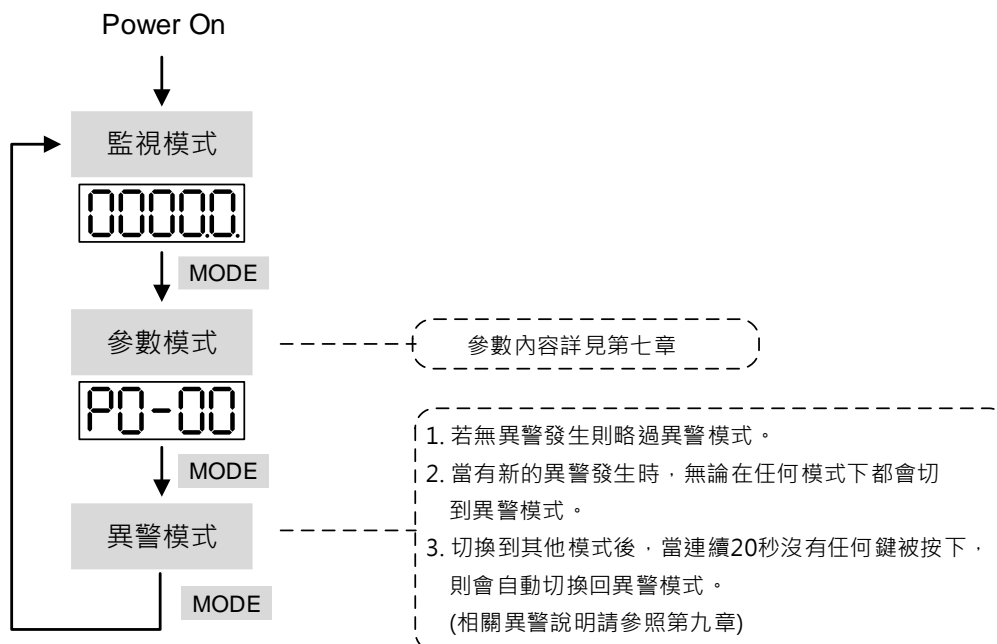 Power On
監視模式
0000.0.
MODE
參數模式
參數內容詳見第七章
P0-00
MODE
異警模式
1. 若無異警發生則略過異警模式。
2. 當有新的異警發生時,無論在任何模式下都會切
到異警模式。
3. 切換到其他模式後,當連續20秒沒有任何鍵被按下,
則會自動切換回異警模式。
(相關異警說明請參照第九章)
MODE